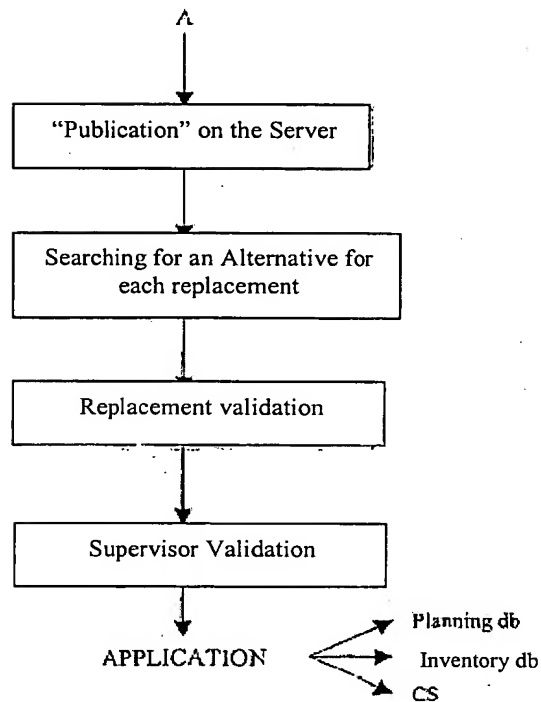 A
“Publication” on the Server
Searching for an Alternative for
each replacement
Replacement validation
Supervisor Validation
APPLICATION
Planning db
Inventory db
CS